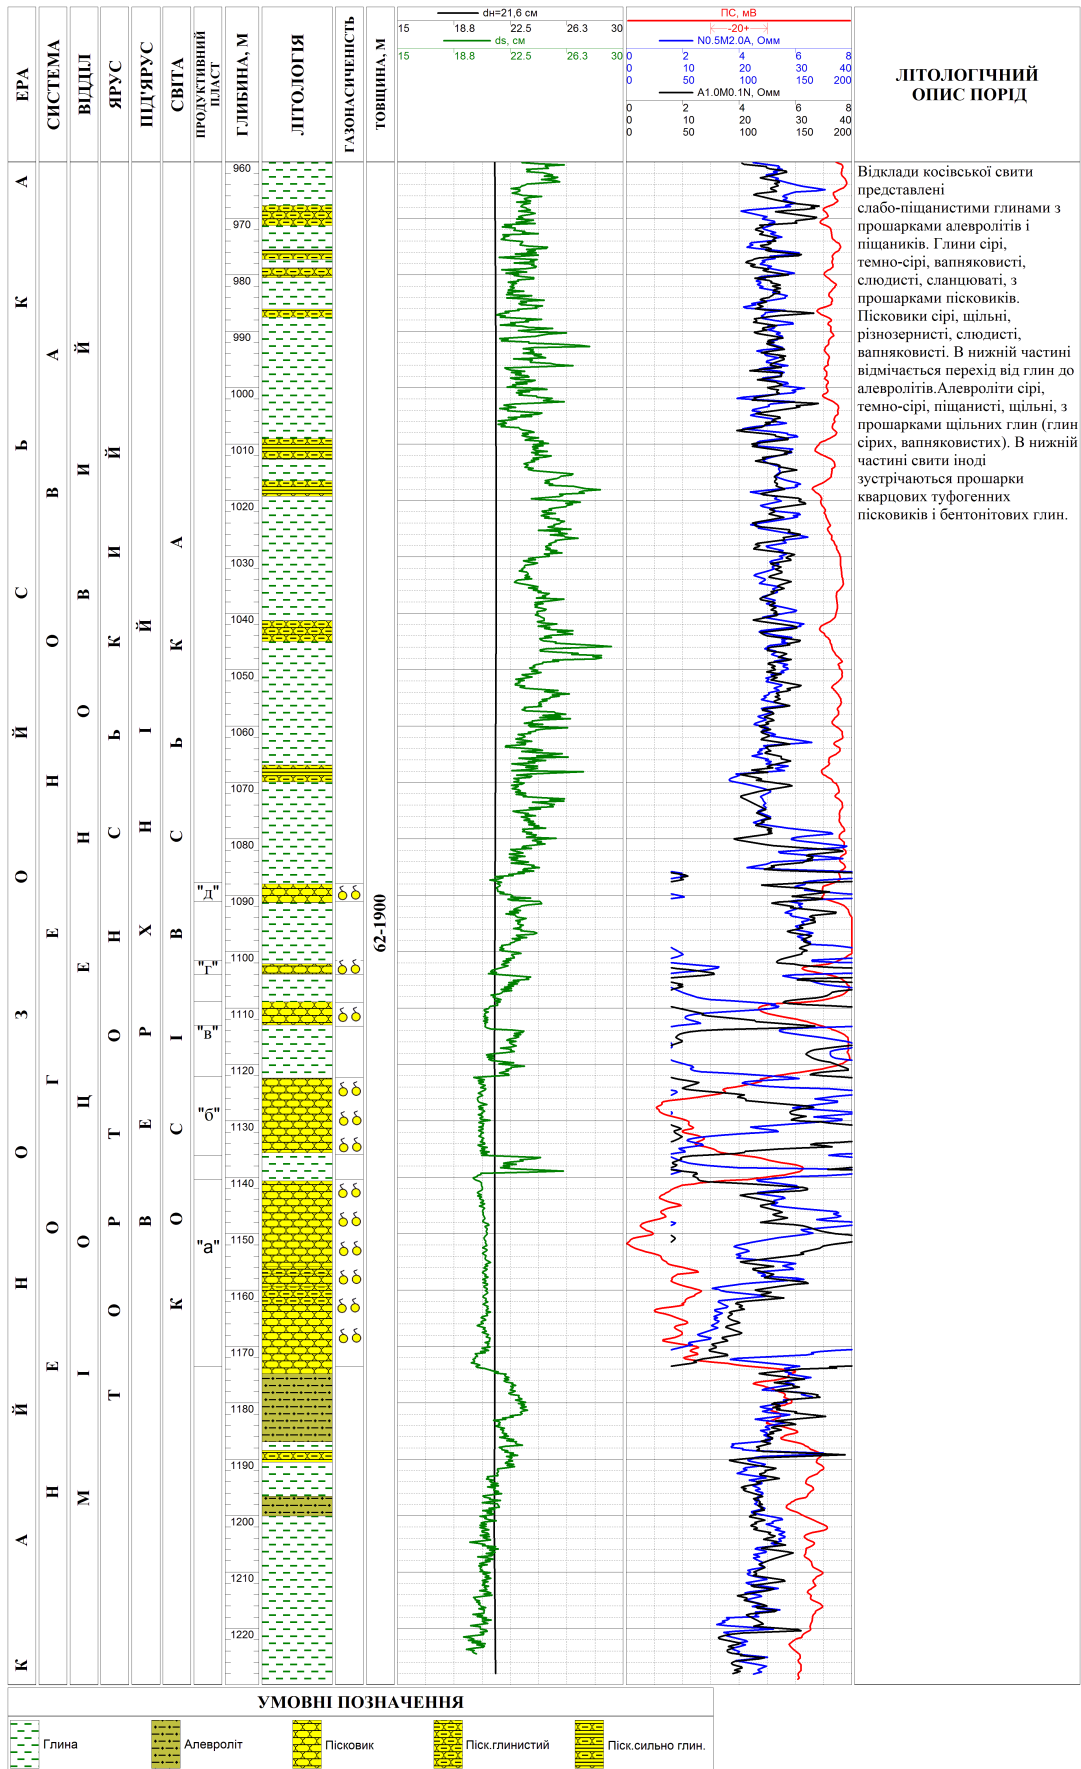 ЕРА
СИСТЕМА
ВІДДІЛ
ЯРУС
ПІД'ЯРУС
СВІТА
ПРОДУКТИВНИЙ
ПЛАСТ
ГЛИБИНА, М
ЛІТОЛОГІЯ
ГАЗОНАСИЧЕНІСТЬ
ТОВЩИНА, М
dн=21,6 см
15 18.8 22.5 26.3 30
ds, см
15 18.8 22.5 26.3 30
ПС, мВ
-20+
N0.5M2.0A, Омм
0 2 4 6 8
0 10 20 30 40
0 50 100 150 200
A1.0M0.1N, Омм
0 2 4 6 8
0 10 20 30 40
0 50 100 150 200
ЛІТОЛОГІЧНИЙ
ОПИС ПОРІД
КАЙНОЗОЙСЬКА
НЕОГЕНОВА
МІОЦЕНОВИЙ
ТОРТОНСЬКИЙ
ВЕРХНІЙ
КОСІВСЬКА
"д"
"г"
"в"
"б"
"а"
960
970
980
990
1000
1010
1020
1030
1040
1050
1060
1070
1080
1090
1100
1110
1120
1130
1140
1150
1160
1170
1180
1190
1200
1210
1220
62-1900
Відклади косівської свити
представлені
слабо-піщанистими глинами з
прошарками алевролітів і
піщаників. Глини сірі,
темно-сірі, вапняковисті,
слюдисті, сланцюваті, з
прошарками пісковиків.
Пісковики сірі, щільні,
різнозернисті, слюдисті,
вапняковисті. В нижній частині
відмічається перехід від глин до
алевролітів.Алевроліти сірі,
темно-сірі, піщанисті, щільні, з
прошарками щільних глин (глин
сірих, вапняковистих). В нижній
частині свити іноді
зустрічаються прошарки
кварцових туфогенних
пісковиків і бентонітових глин.
УМОВНІ ПОЗНАЧЕННЯ
Глина
Алевроліт
Пісковик
Піск.глинистий
Піск.сильно глин.